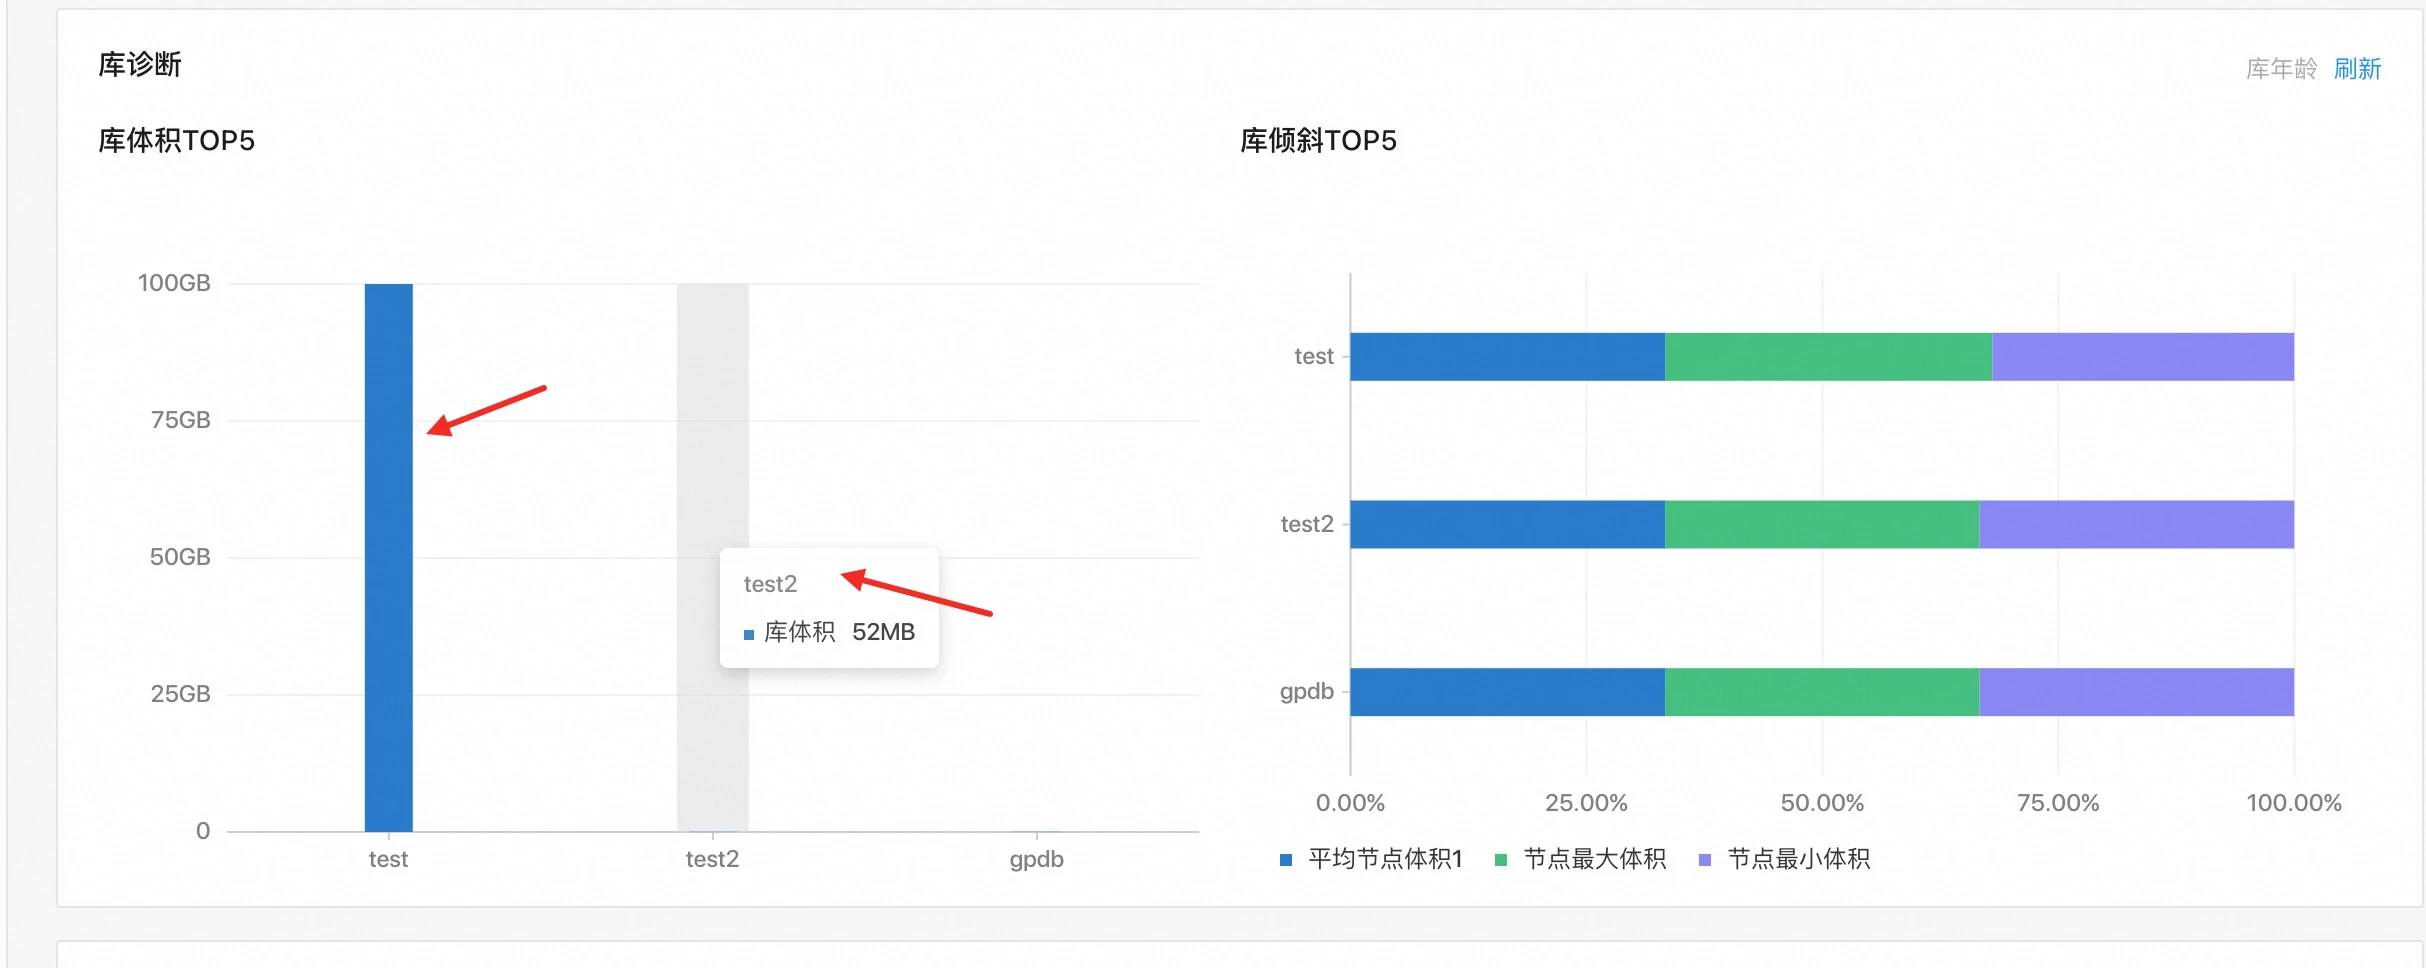 库诊断
库年龄 刷新
库体积TOP5
库倾斜TOP5
100GB
75GB
50GB
25GB
0
test
test2
gpdb
test2
库体积 52MB
test
test2
gpdb
0.00%
25.00%
50.00%
75.00%
100.00%
平均节点体积1 节点最大体积 节点最小体积